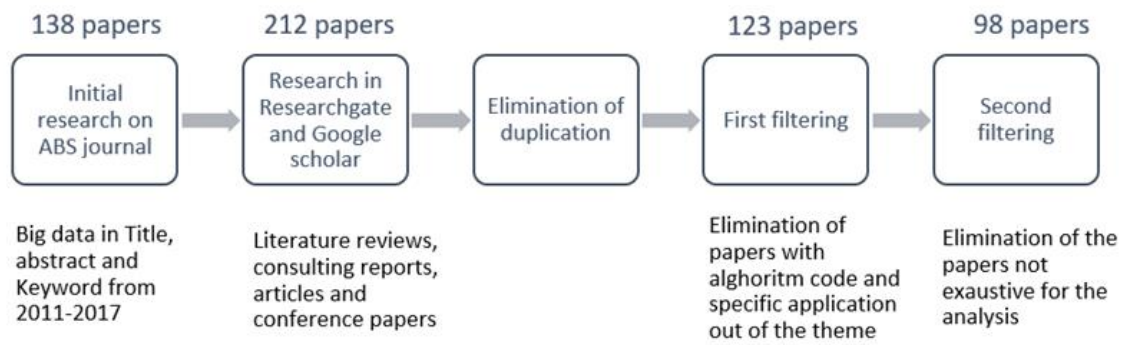 138 papers
212 papers
123 papers
98 papers
Initial
research on
ABS journal
Research in
Researchgate
and Google
scholar
Elimination of
duplication
First filtering
Second
filtering
Big data in Title,
abstract and
Keyword from
2011-2017
Literature reviews,
consulting reports,
articles and
conference papers
Elimination of
papers with
alghoritm code and
specific application
out of the theme
Elimination of the
papers not
exaustive for the
analysis